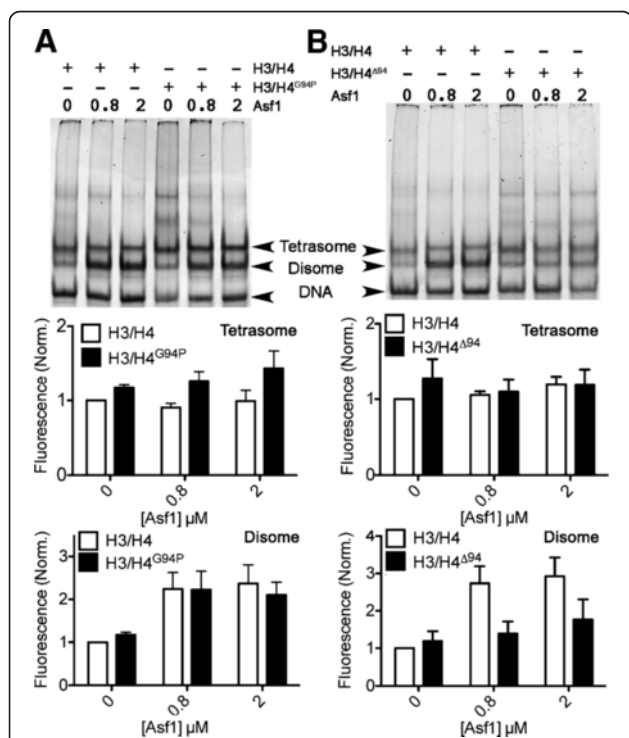 A
+ + + − − − H3/H4
− − − + + + H3/H4G94P
0 0.8 2 0 0.8 2 Asf1
B
H3/H4 + + + − − −
H3/H4Δ94 − − − + + +
Asf1 0 0.8 2 0 0.8 2
Tetrasome
Disome
DNA
Fluorescence (Norm.)
2
1
0
H3/H4
H3/H4G94P
Tetrasome
0 0.8 2
[Asf1] µM
Fluorescence (Norm.)
2
1
0
H3/H4
H3/H4Δ94
Tetrasome
0 0.8 2
[Asf1] µM
Fluorescence (Norm.)
2
1
0
H3/H4
H3/H4G94P
Disome
0 0.8 2
[Asf1] µM
Fluorescence (Norm.)
4
3
2
1
0
H3/H4
H3/H4Δ94
Disome
0 0.8 2
[Asf1] µM